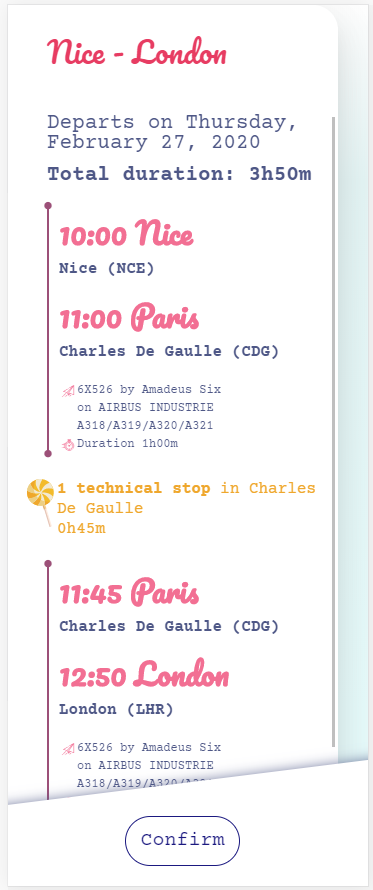 Nice - London
Departs on Thursday,
February 27, 2020
Total duration: 3h50m
10:00 Nice
Nice (NCE)
11:00 Paris
Charles De Gaulle (CDG)
6X526 by Amadeus Six
on AIRBUS INDUSTRIE
A318/A319/A320/A321
Duration 1h00m
1 technical stop in Charles
De Gaulle
0h45m
11:45 Paris
Charles De Gaulle (CDG)
12:50 London
London (LHR)
6X526 by Amadeus Six
on AIRBUS INDUSTRIE
A318/A319/A320/A321
Confirm